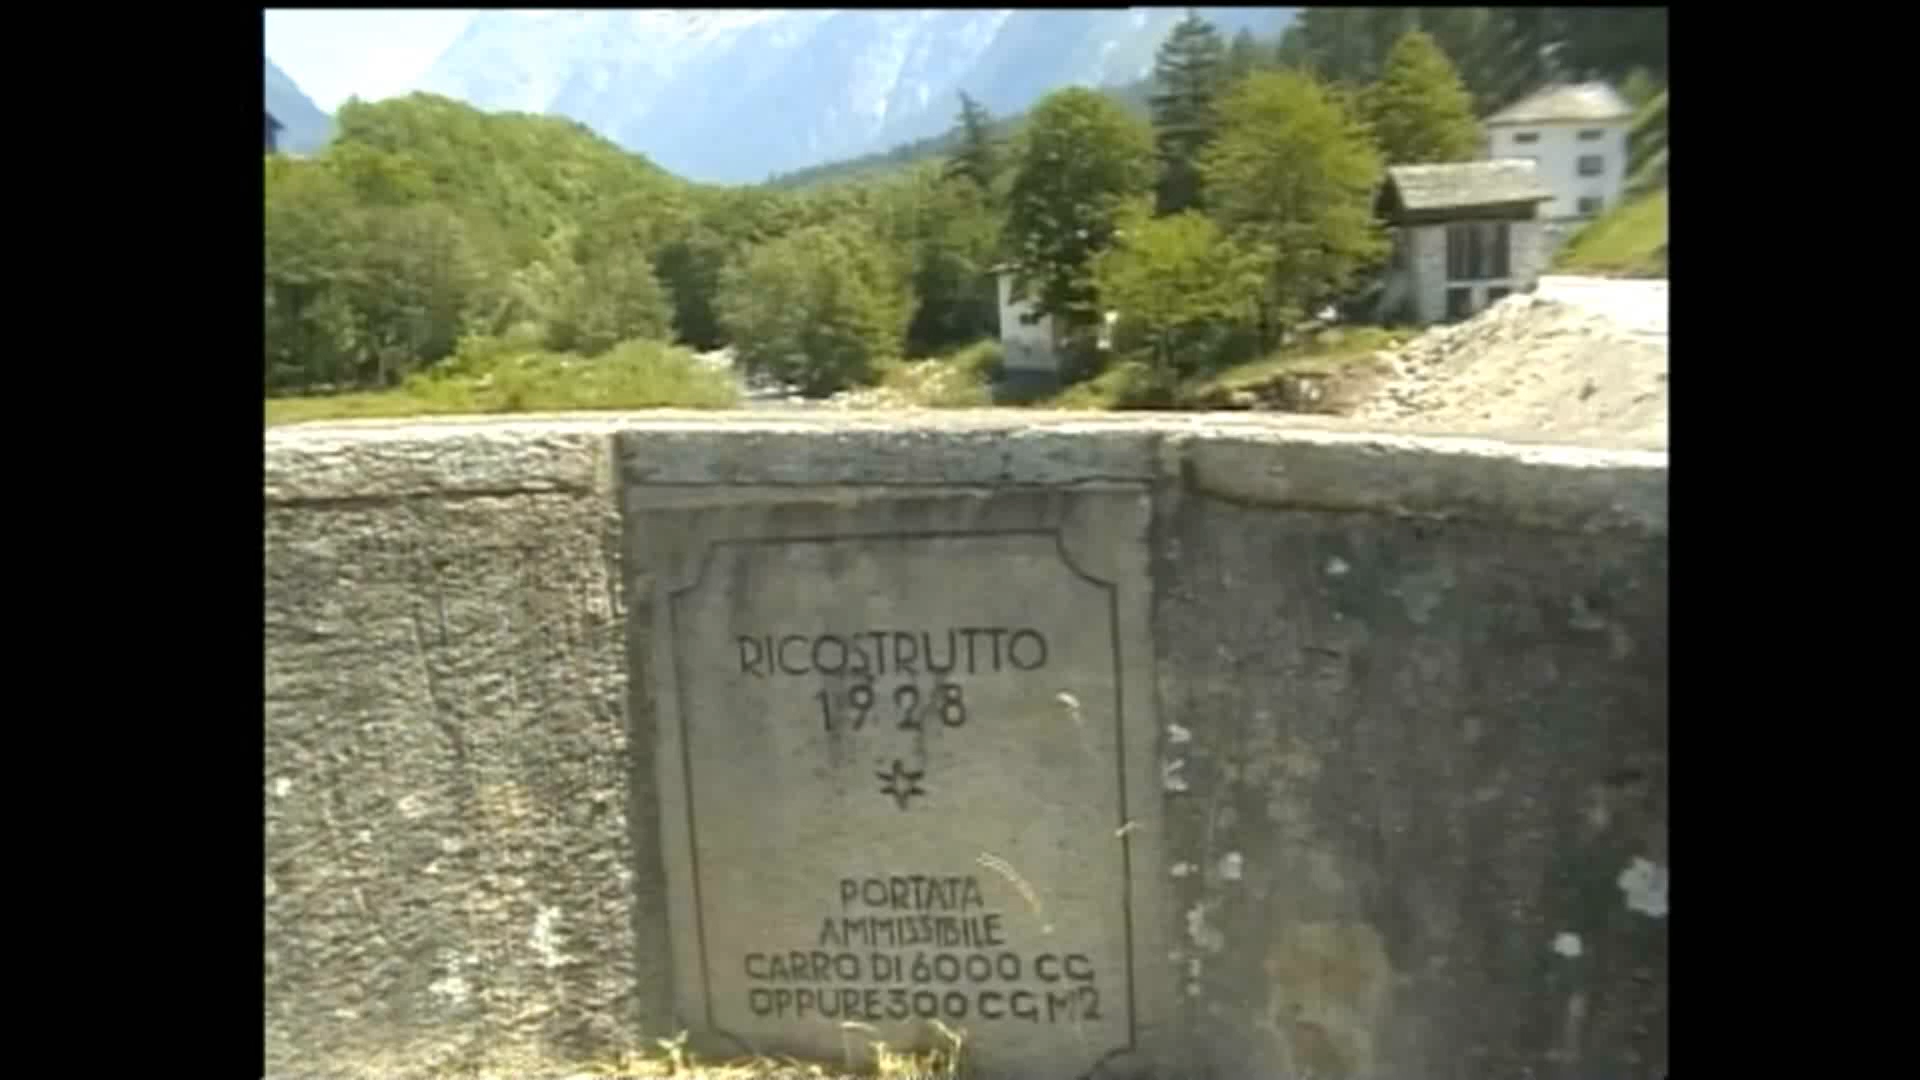 RICOSTRUTTO
1928
PORTATA
AMMISSIBILE
CARRO DI 6000 CG
OPPURE 300 CG M2